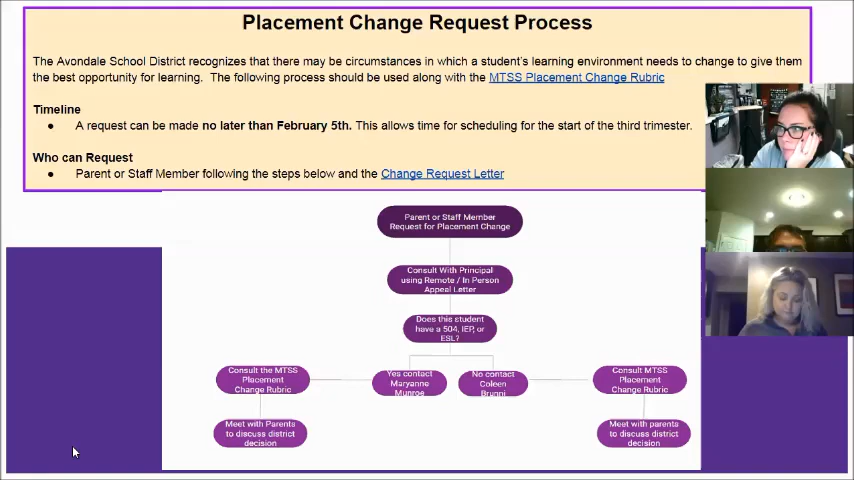 Placement Change Request Process
The Avondale School District recognizes that there may be circumstances in which a student's learning environment needs to change to give them
the best opportunity for learning. The following process should be used along with the MTSS Placement Change Rubric
Timeline
● A request can be made no later than February 5th. This allows time for scheduling for the start of the third trimester.
Who can Request
● Parent or Staff Member following the steps below and the Change Request Letter
Parent or Staff Member
Request for Placement Change
Consult With Principal
using Remote / In Person
Appeal Letter
Does this student
have a 504, IEP, or
ESL?
Consult the MTSS
Placement
Change Rubric
Yes contact
Maryanne
Munroe
No contact
Coleen
Brunni
Consult MTSS
Placement
Change Rubric
Meet with Parents
to discuss district
decision
Meet with parents
to discuss district
decision